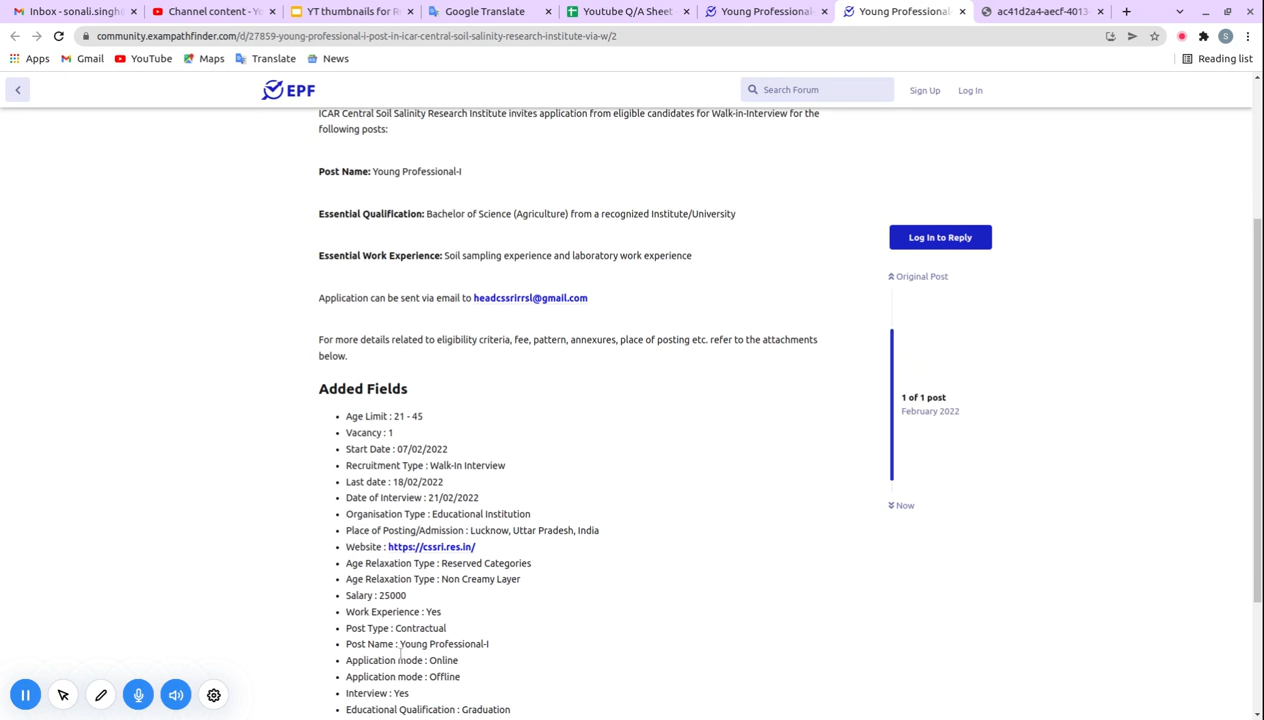 Inbox - sonali.singh@
Channel content - Yo
YT thumbnails for R
Google Translate
Youtube Q/A Sheet
Young Professional-
Young Professional
ac41d2a4-aecf-4013
community.exampathfinder.com/d/27859-young-professional-i-post-in-icar-central-soil-salinity-research-institute-via-w/2
S
Apps Gmail YouTube Maps Translate News Reading list
EPF
Search Forum
Sign Up
Log In
ICAR Central Soil Salinity Research Institute invites application from eligible candidates for Walk-in-Interview for the
following posts:
Post Name: Young Professional-I
Essential Qualification: Bachelor of Science (Agriculture) from a recognized Institute/University
Essential Work Experience: Soil sampling experience and laboratory work experience
Application can be sent via email to headcssrirrsl@gmail.com
For more details related to eligibility criteria, fee, pattern, annexures, place of posting etc. refer to the attachments
below.
Added Fields
• Age Limit : 21 - 45
• Vacancy : 1
• Start Date : 07/02/2022
• Recruitment Type : Walk-In Interview
• Last date : 18/02/2022
• Date of Interview : 21/02/2022
• Organisation Type : Educational Institution
• Place of Posting/Admission : Lucknow, Uttar Pradesh, India
• Website : https://cssri.res.in/
• Age Relaxation Type : Reserved Categories
• Age Relaxation Type : Non Creamy Layer
• Salary : 25000
• Work Experience : Yes
• Post Type : Contractual
• Post Name : Young Professional-I
• Application mode : Online
• Application mode : Offline
• Interview : Yes
• Educational Qualification : Graduation
Log In to Reply
Original Post
1 of 1 post
February 2022
Now